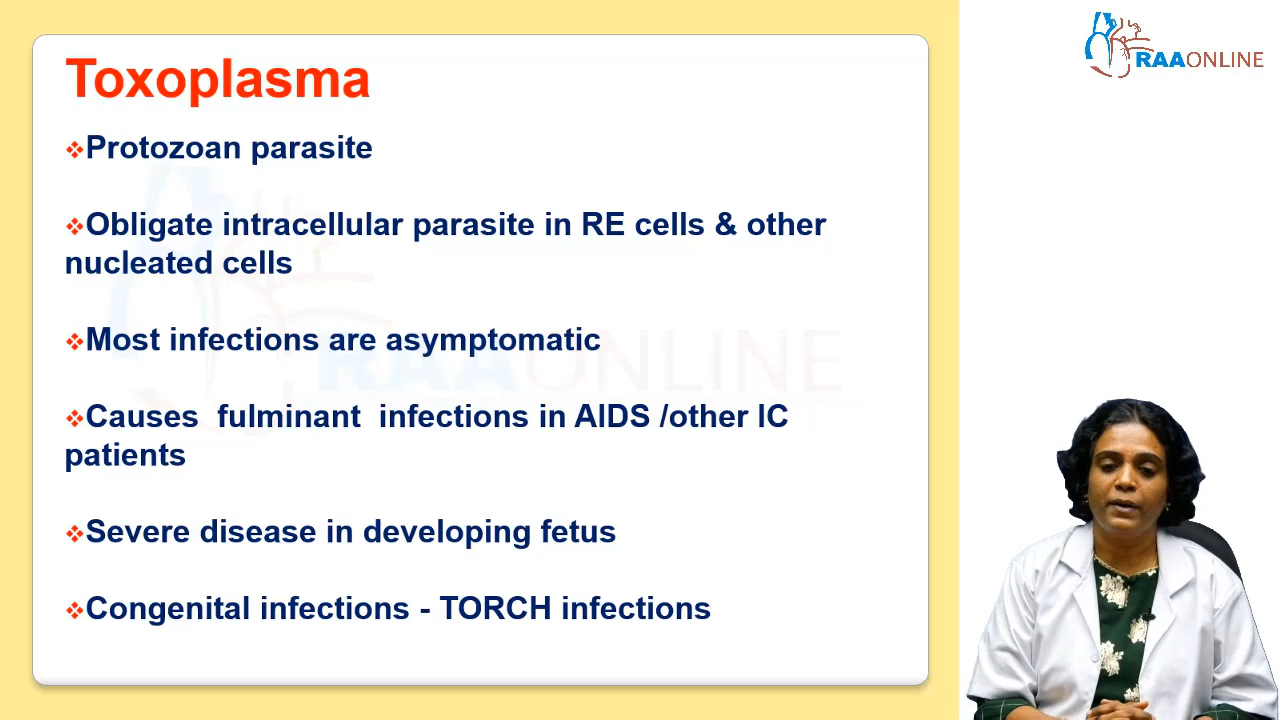 Toxoplasma
❖Protozoan parasite
❖Obligate intracellular parasite in RE cells & other
nucleated cells
❖Most infections are asymptomatic
❖Causes fulminant infections in AIDS /other IC
patients
❖Severe disease in developing fetus
❖Congenital infections - TORCH infections
RAAONLINE
RAAONLINE